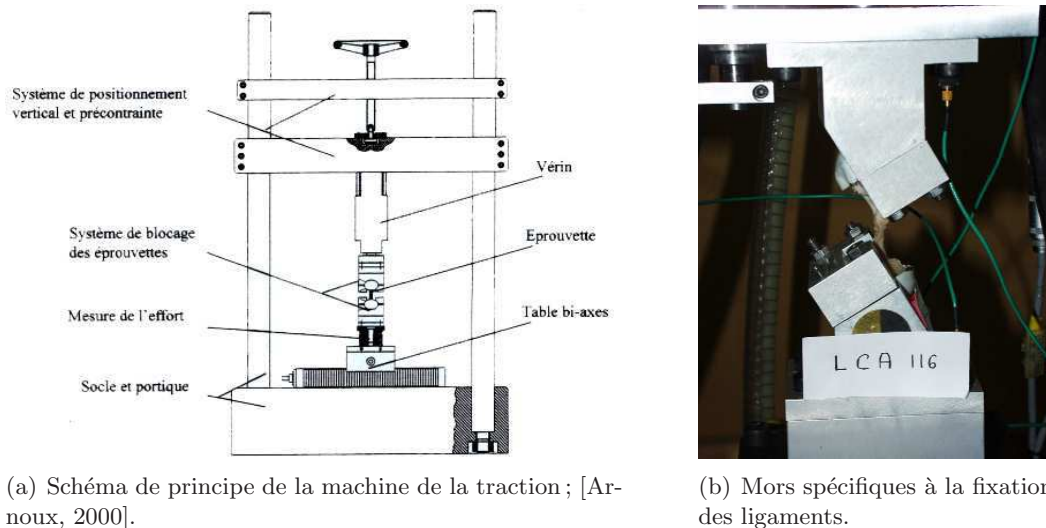 Système de positionnement
vertical et précontrainte
Vérin
Système de blocage
des éprouvettes
Eprouvette
Mesure de l'effort
Table bi-axes
Socle et portique
LCA 116
(a) Schéma de principe de la machine de la traction ; [Ar-
noux, 2000].
(b) Mors spécifiques à la fixation
des ligaments.